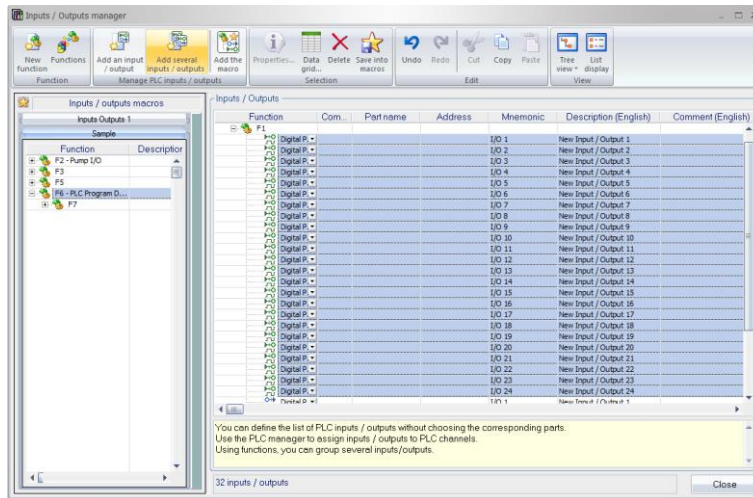 Inputs / Outputs manager
New function
Functions
Add an input / output
Add several inputs / outputs
Add the macro
Properties...
Data grid...
Delete
Save into macros
Undo
Redo
Cut
Copy
Paste
Tree view
List display
Function
Manage PLC inputs / outputs
Selection
Edit
View
Inputs / outputs macros
Inputs Outputs 1
Sample
Function Description
F2 - Pump I/O
F3
F5
F6 - PLC Program D...
F7
Inputs / Outputs
Function Com... Part name Address Mnemonic Description (English) Comment (English)
F1
Digital P. I/O 1 New Input / Output 1
Digital P. I/O 2 New Input / Output 2
Digital P. I/O 3 New Input / Output 3
Digital P. I/O 4 New Input / Output 4
Digital P. I/O 5 New Input / Output 5
Digital P. I/O 6 New Input / Output 6
Digital P. I/O 7 New Input / Output 7
Digital P. I/O 8 New Input / Output 8
Digital P. I/O 9 New Input / Output 9
Digital P. I/O 10 New Input / Output 10
Digital P. I/O 11 New Input / Output 11
Digital P. I/O 12 New Input / Output 12
Digital P. I/O 13 New Input / Output 13
Digital P. I/O 14 New Input / Output 14
Digital P. I/O 15 New Input / Output 15
Digital P. I/O 16 New Input / Output 16
Digital P. I/O 17 New Input / Output 17
Digital P. I/O 18 New Input / Output 18
Digital P. I/O 19 New Input / Output 19
Digital P. I/O 20 New Input / Output 20
Digital P. I/O 21 New Input / Output 21
Digital P. I/O 22 New Input / Output 22
Digital P. I/O 23 New Input / Output 23
Digital P. I/O 24 New Input / Output 24
Digital P. I/O 1 New Input / Output 1
You can define the list of PLC inputs / outputs without choosing the corresponding parts.
Use the PLC manager to assign inputs / outputs to PLC channels.
Using functions, you can group several inputs/outputs.
32 inputs / outputs
Close